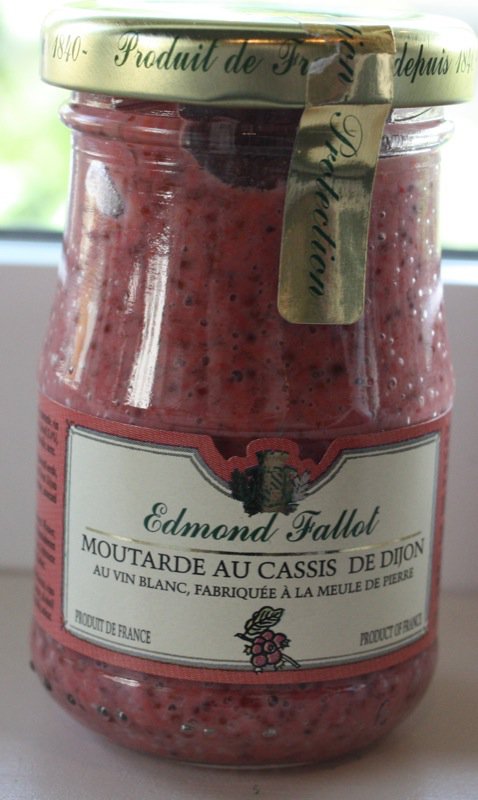 1840- Produit de Fr depuis 184
Protection
Edmond Fallot
MOUTARDE AU CASSIS DE DIJON
AU VIN BLANC, FABRIQUÉE À LA MEULE DE PIERRE
PRODUIT DE FRANCE PRODUCT OF FRANCE